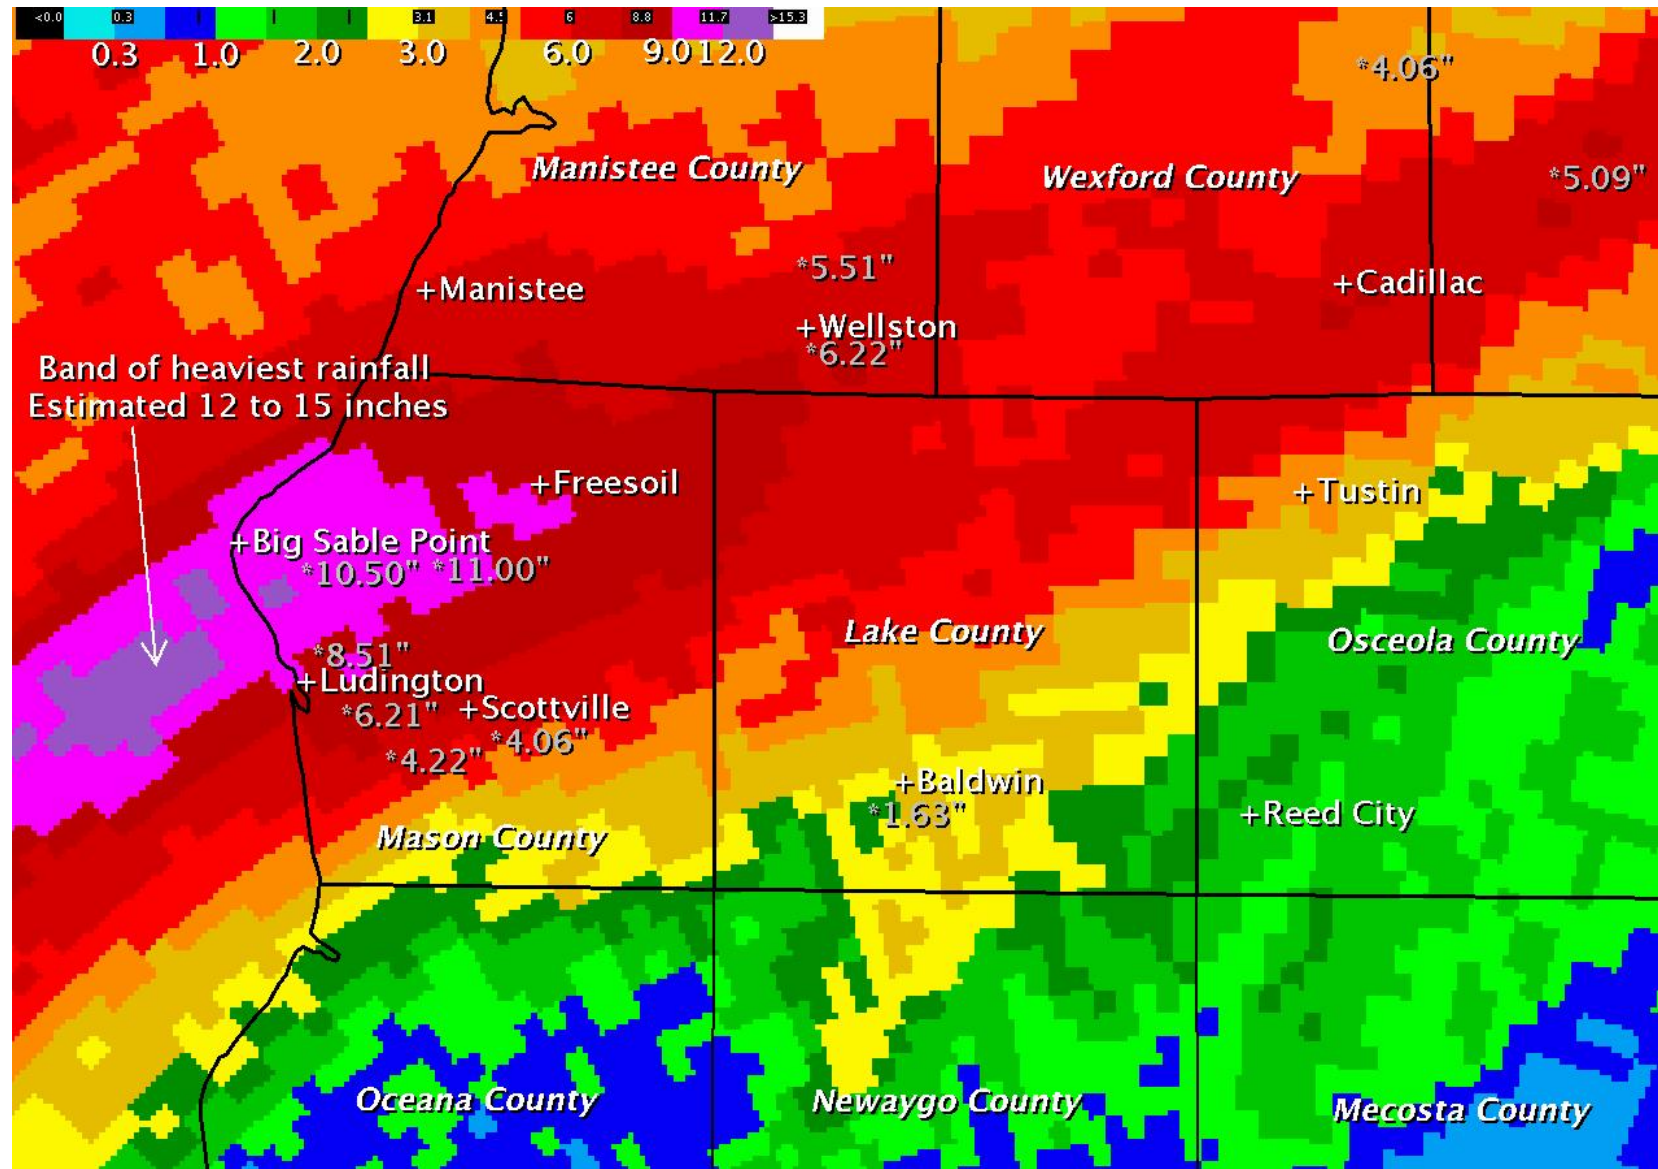 <0.0 0.3 3.1 4.5 6 8.8 11.7 >15.3
0.3 1.0 2.0 3.0 6.0 9.0 12.0
*4.06"
Manistee County
Wexford County
*5.09"
*5.51"
+Manistee
+Cadillac
+Wellston
*6.22"
Band of heaviest rainfall
Estimated 12 to 15 inches
+Freesoil
+Tustin
+Big Sable Point
*10.50" *11.00"
Lake County
Osceola County
*8.51"
+Ludington
*6.21"
+Scottville
*4.06"
*4.22"
+Baldwin
*1.63"
+Reed City
Mason County
Oceana County
Newaygo County
Mecosta County